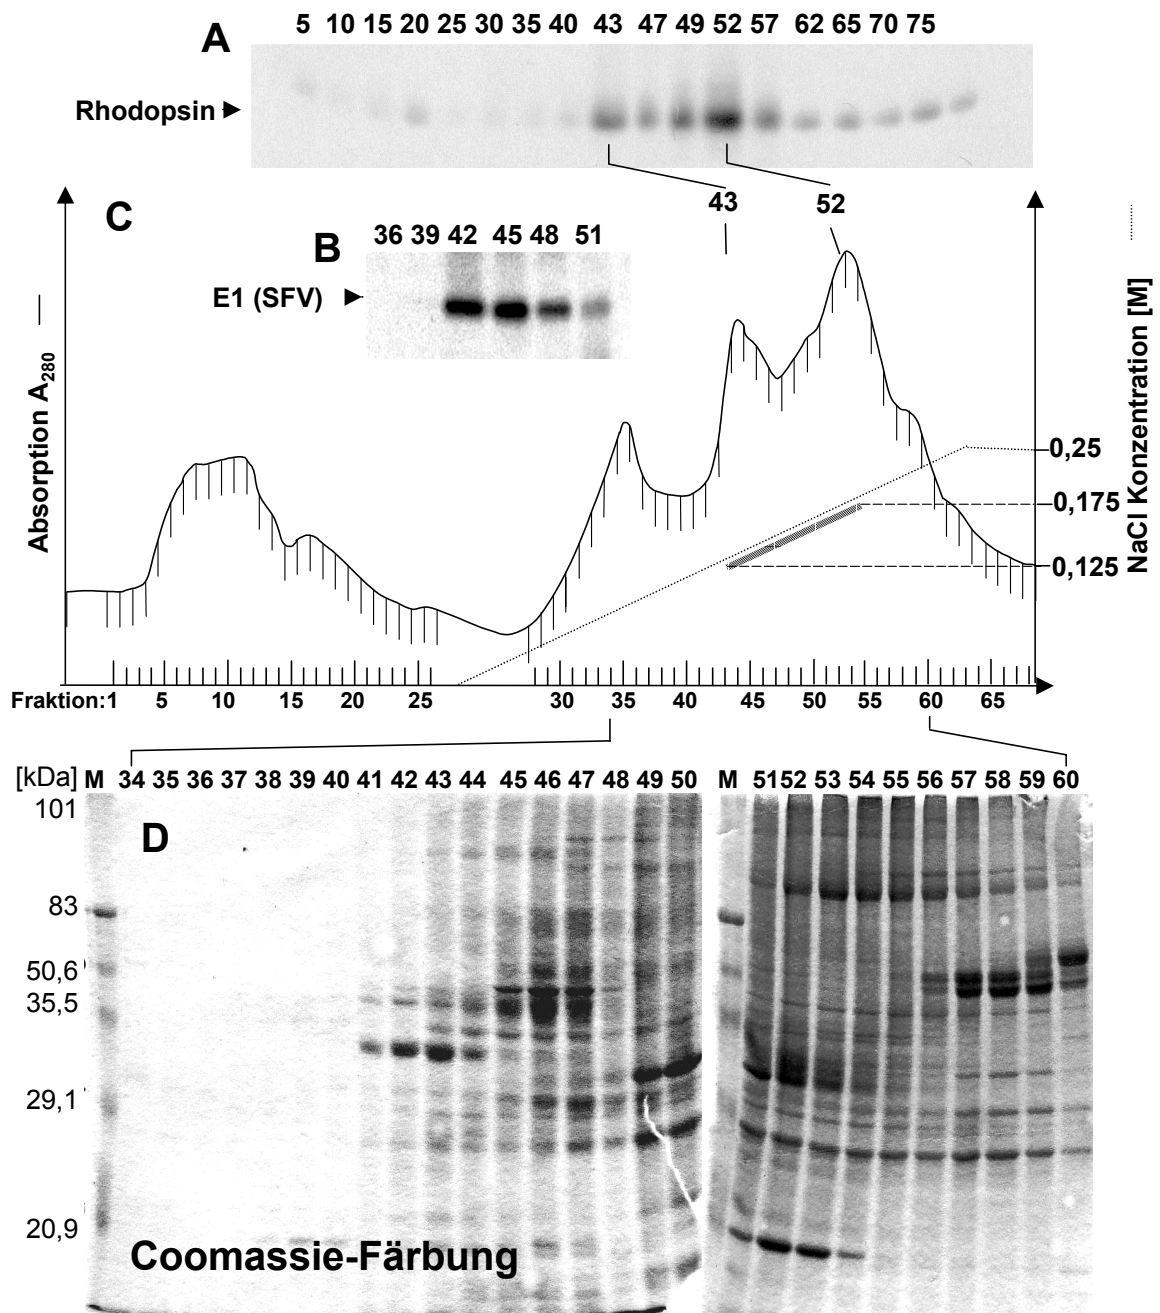 A
5 10 15 20 25 30 35 40 43 47 49 52 57 62 65 70 75
Rhodopsin
43 52
C
B
36 39 42 45 48 51
E1 (SFV)
Absorption A280
NaCl Konzentration [M]
0,25
0,175
0,125
Fraktion:1 5 10 15 20 25 30 35 40 45 50 55 60 65
[kDa] M 34 35 36 37 38 39 40 41 42 43 44 45 46 47 48 49 50 M 51 52 53 54 55 56 57 58 59 60
101
D
83
50,6
35,5
29,1
20,9
Coomassie-Färbung